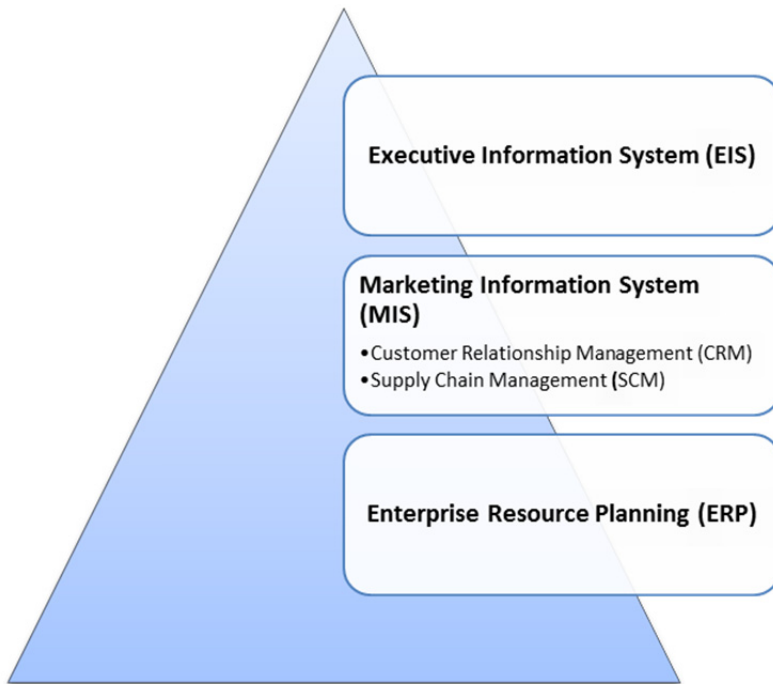 Executive Information System (EIS)
Marketing Information System
(MIS)
•Customer Relationship Management (CRM)
•Supply Chain Management (SCM)
Enterprise Resource Planning (ERP)